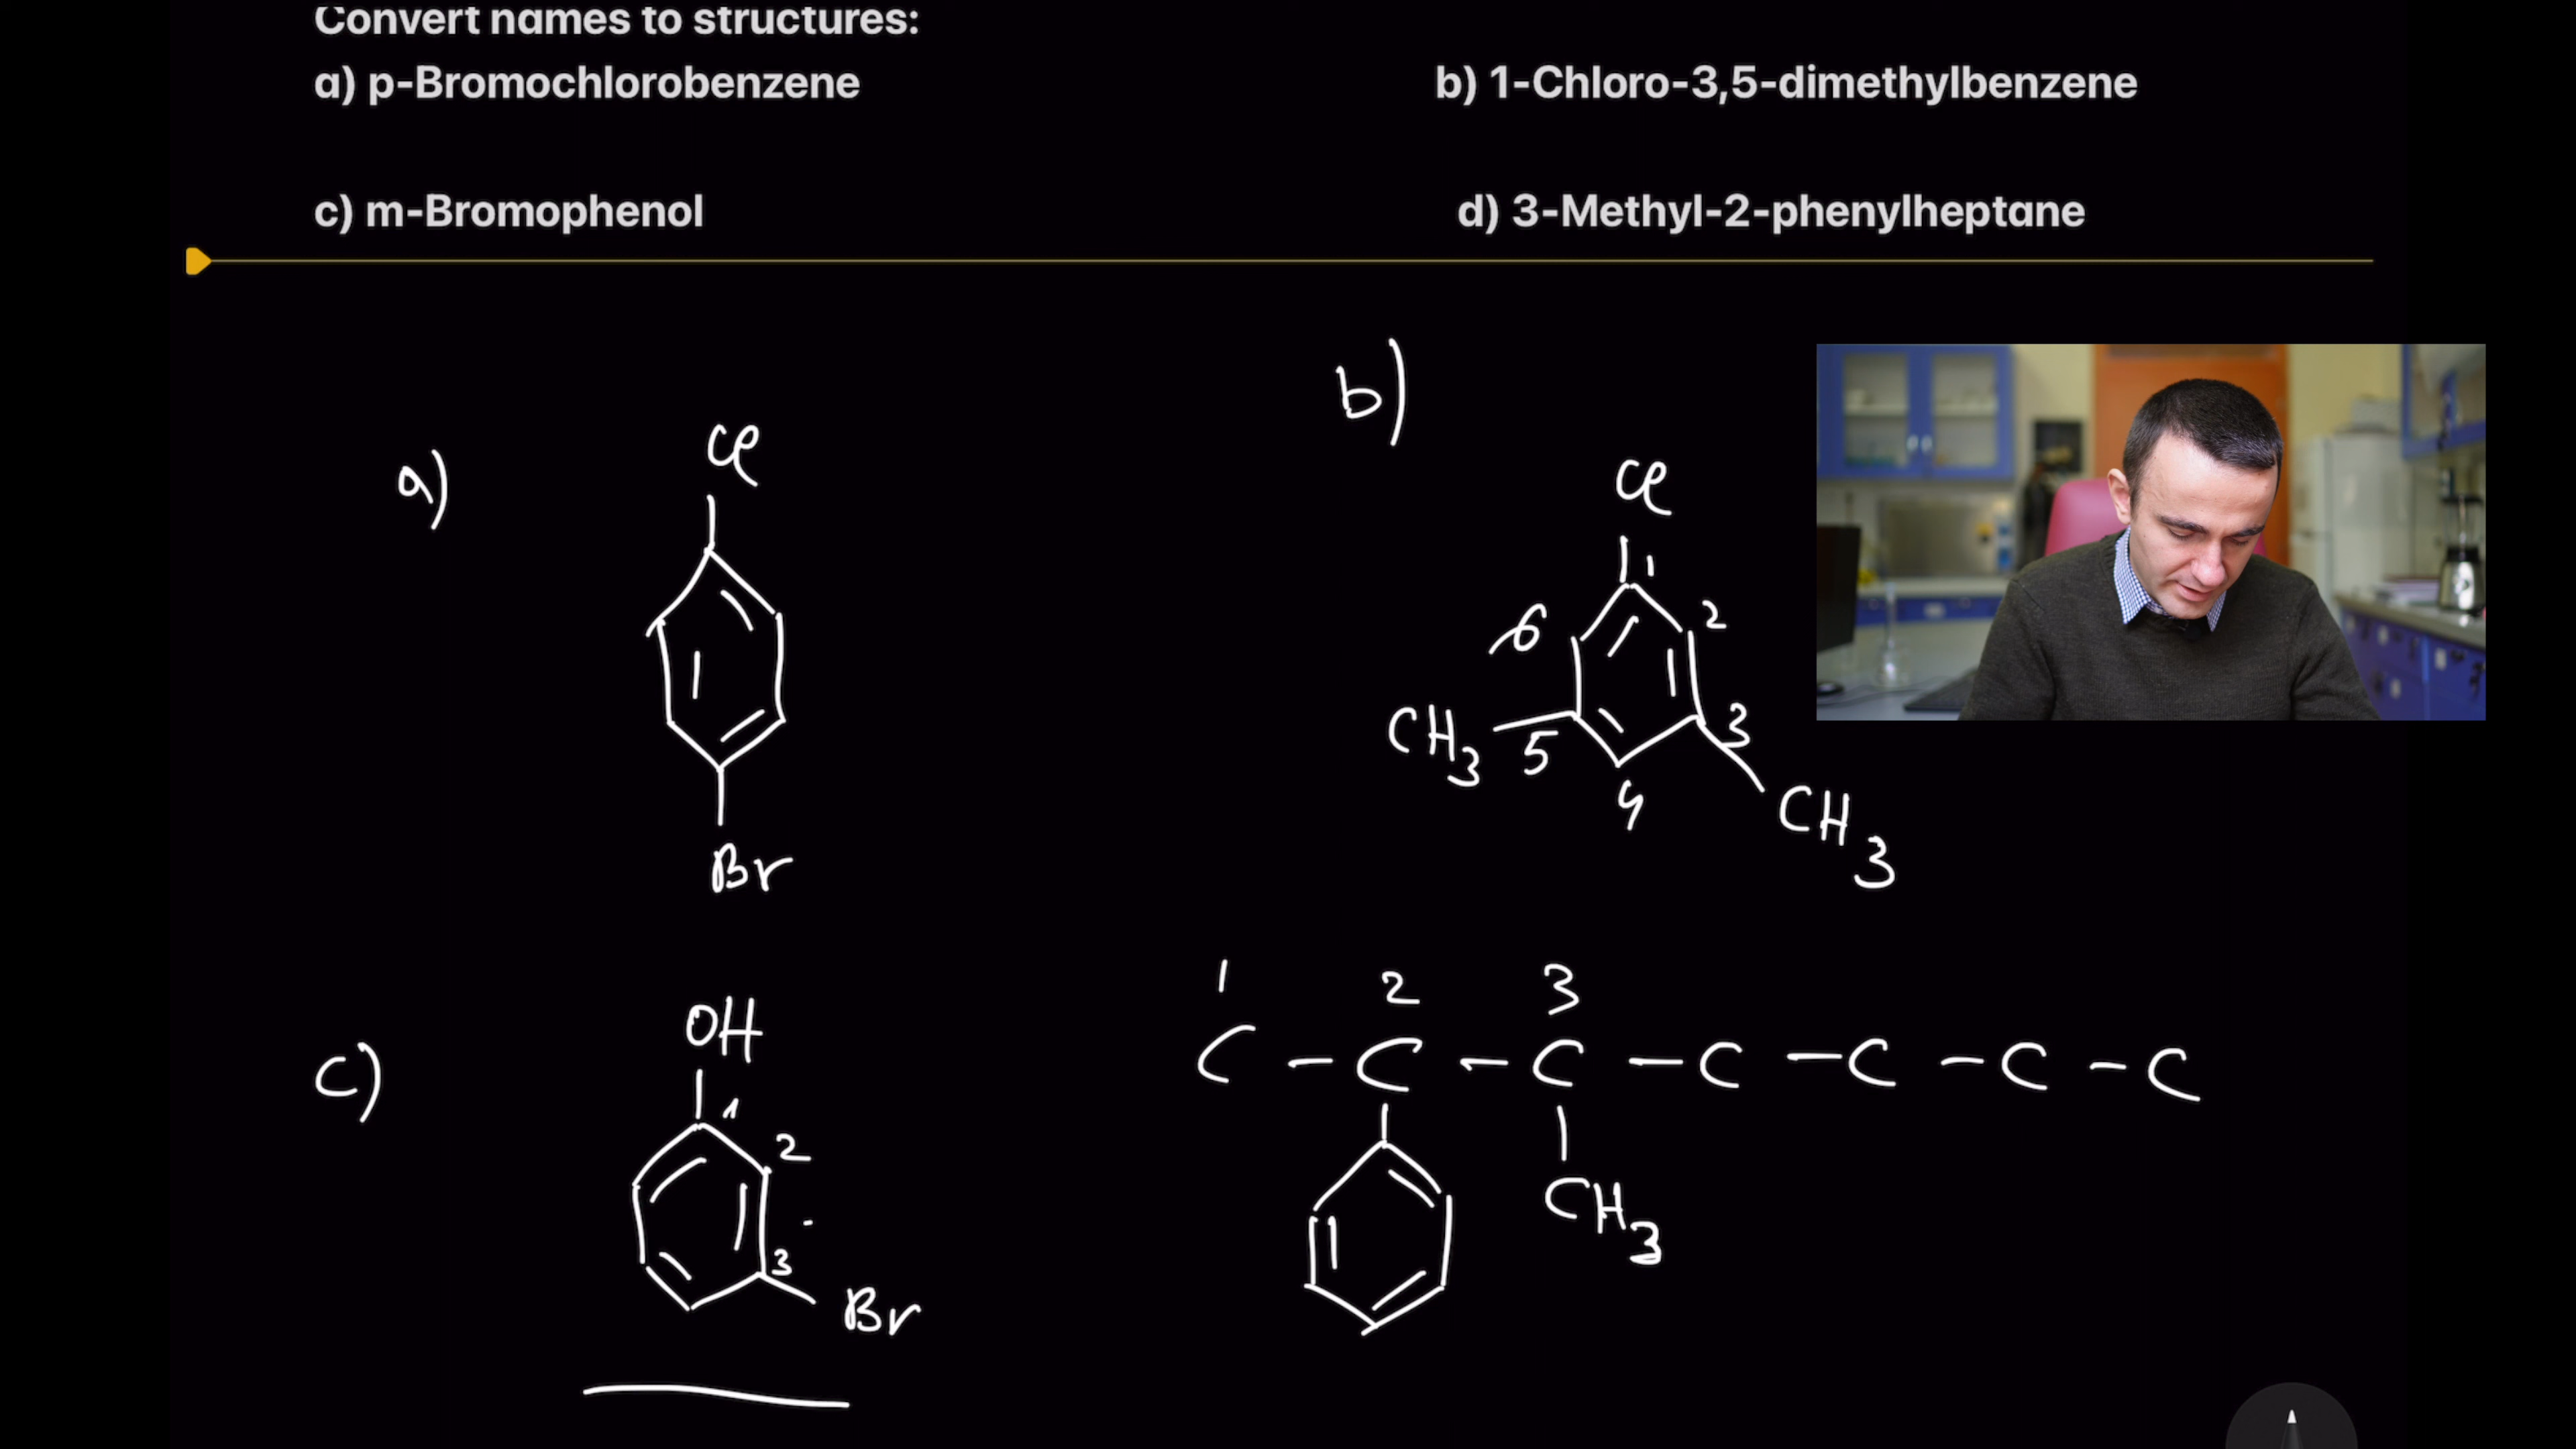 Convert names to structures:
a) p-Bromochlorobenzene
b) 1-Chloro-3,5-dimethylbenzene
c) m-Bromophenol
d) 3-Methyl-2-phenylheptane
a)
Cl
Br
b)
Cl
1
6
2
CH3
5
3
4
CH3
c)
OH
1
2
3
Br
1 2 3
C - C - C - C - C - C - C
CH3